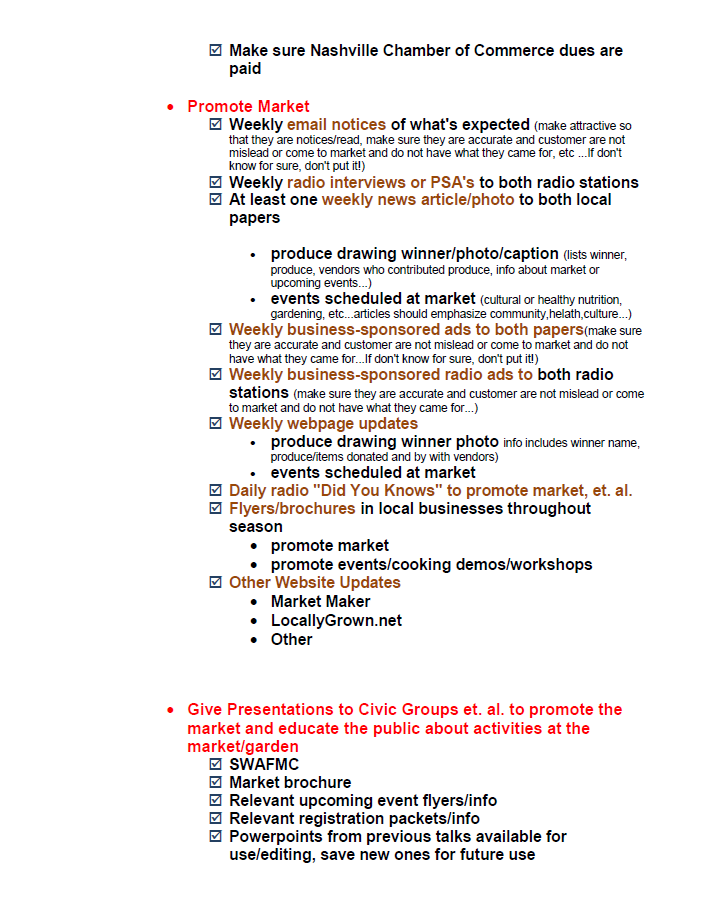 ☑ Make sure Nashville Chamber of Commerce dues are
paid
• Promote Market
☑ Weekly email notices of what's expected (make attractive so
that they are notices/read, make sure they are accurate and customer are not
mislead or come to market and do not have what they came for, etc ...If don't
know for sure, don't put it!)
☑ Weekly radio interviews or PSA's to both radio stations
☑ At least one weekly news article/photo to both local
papers
• produce drawing winner/photo/caption (lists winner,
produce, vendors who contributed produce, info about market or
upcoming events...)
• events scheduled at market (cultural or healthy nutrition,
gardening, etc...articles should emphasize community,helath,culture...)
☑ Weekly business-sponsored ads to both papers(make sure
they are accurate and customer are not mislead or come to market and do not
have what they came for...If don't know for sure, don't put it!)
☑ Weekly business-sponsored radio ads to both radio
stations (make sure they are accurate and customer are not mislead or come
to market and do not have what they came for...)
☑ Weekly webpage updates
• produce drawing winner photo info includes winner name,
produce/items donated and by with vendors)
• events scheduled at market
☑ Daily radio "Did You Knows" to promote market, et. al.
☑ Flyers/brochures in local businesses throughout
season
• promote market
• promote events/cooking demos/workshops
☑ Other Website Updates
• Market Maker
• LocallyGrown.net
• Other
• Give Presentations to Civic Groups et. al. to promote the
market and educate the public about activities at the
market/garden
☑ SWAFMC
☑ Market brochure
☑ Relevant upcoming event flyers/info
☑ Relevant registration packets/info
☑ Powerpoints from previous talks available for
use/editing, save new ones for future use